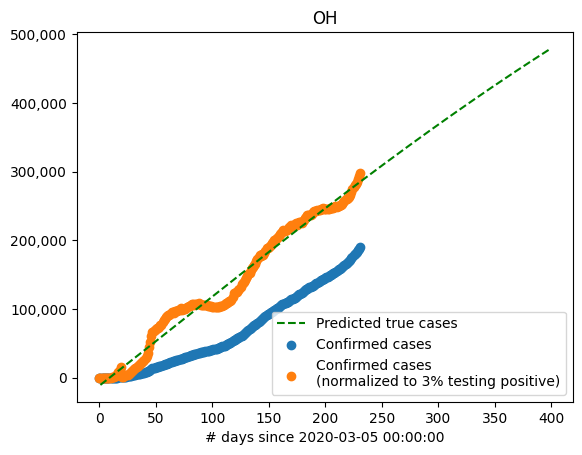 OH
500,000
400,000
300,000
200,000
100,000
0
Predicted true cases
Confirmed cases
Confirmed cases
(normalized to 3% testing positive)
0 50 100 150 200 250 300 350 400
# days since 2020-03-05 00:00:00